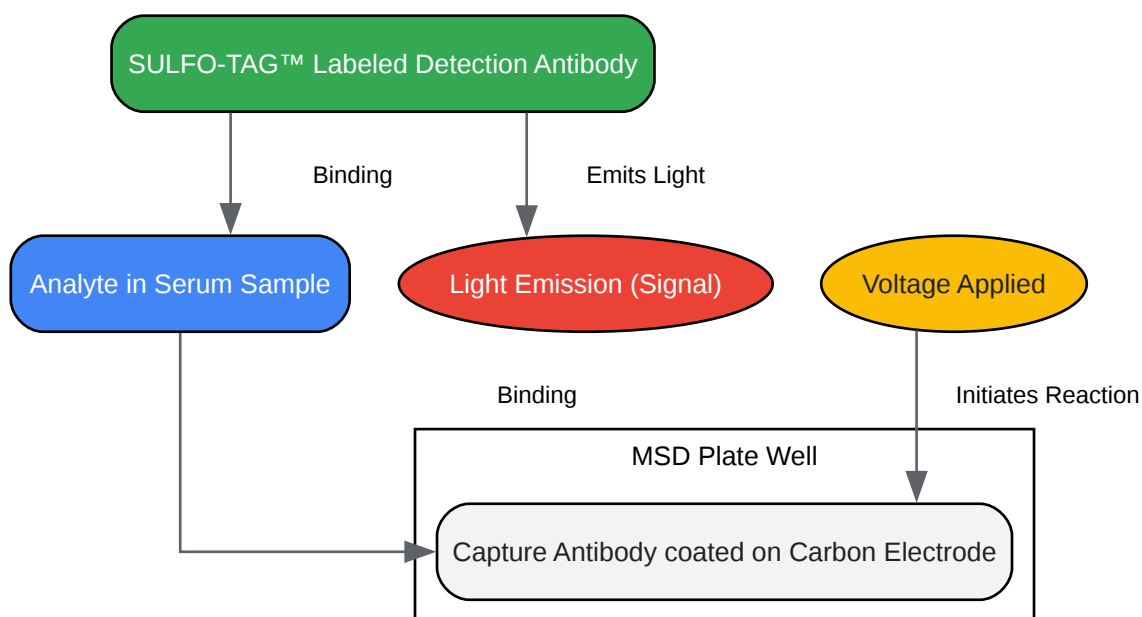 SULFO-TAG™ Labeled Detection Antibody
Binding
Emits Light
Analyte in Serum Sample
Light Emission (Signal)
Voltage Applied
Binding
Initiates Reaction
MSD Plate Well
Capture Antibody coated on Carbon Electrode